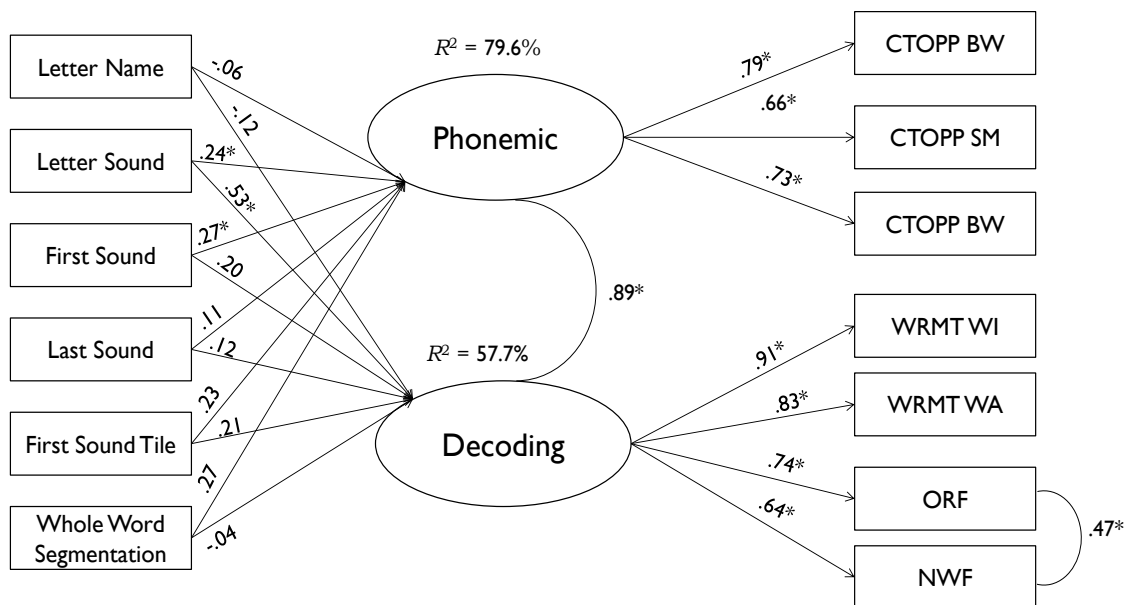 Letter Name
Letter Sound
First Sound
Last Sound
First Sound Tile
Whole Word
Segmentation
-.06
-.12
.24*
.53*
.27*
.20
.11
.12
.23
.21
.27
-.04
R² = 79.6%
Phonemic
.89*
R² = 57.7%
Decoding
.79*
.66*
.73*
.91*
.83*
.74*
.64*
CTOPP BW
CTOPP SM
CTOPP BW
WRMT WI
WRMT WA
ORF
NWF
.47*